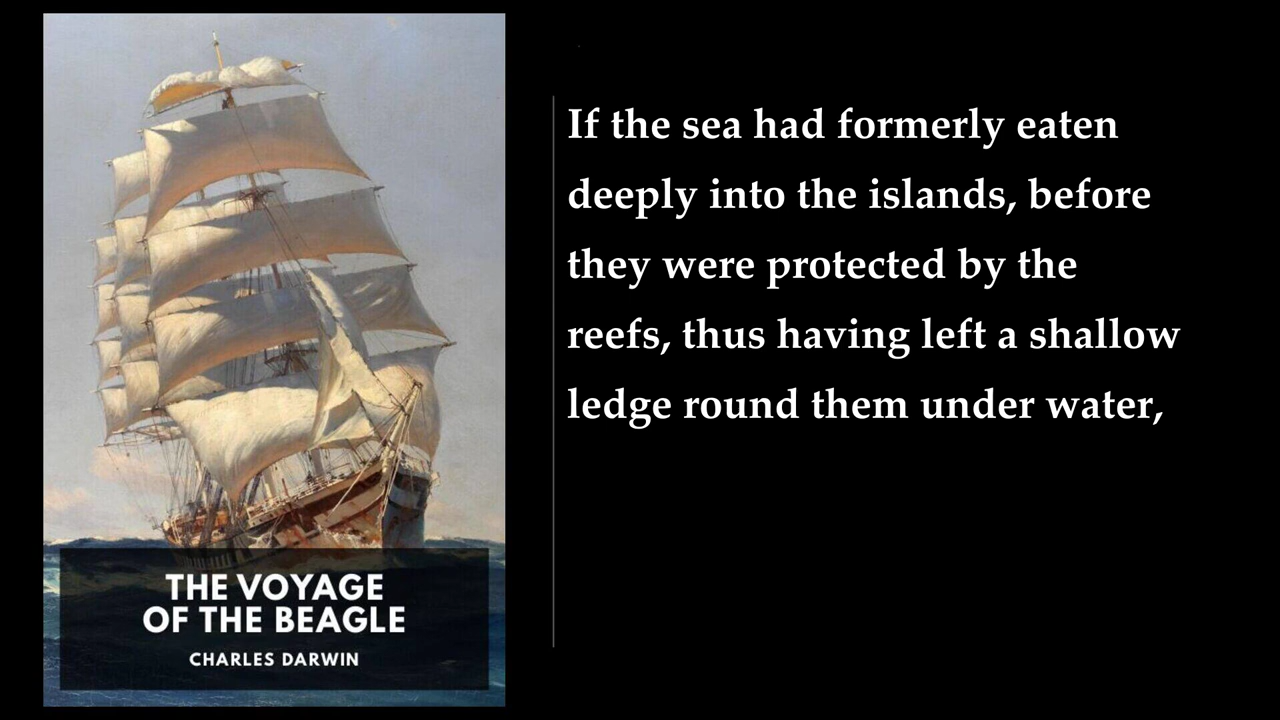 If the sea had formerly eaten
deeply into the islands, before
they were protected by the
reefs, thus having left a shallow
ledge round them under water,
THE VOYAGE
OF THE BEAGLE
CHARLES DARWIN